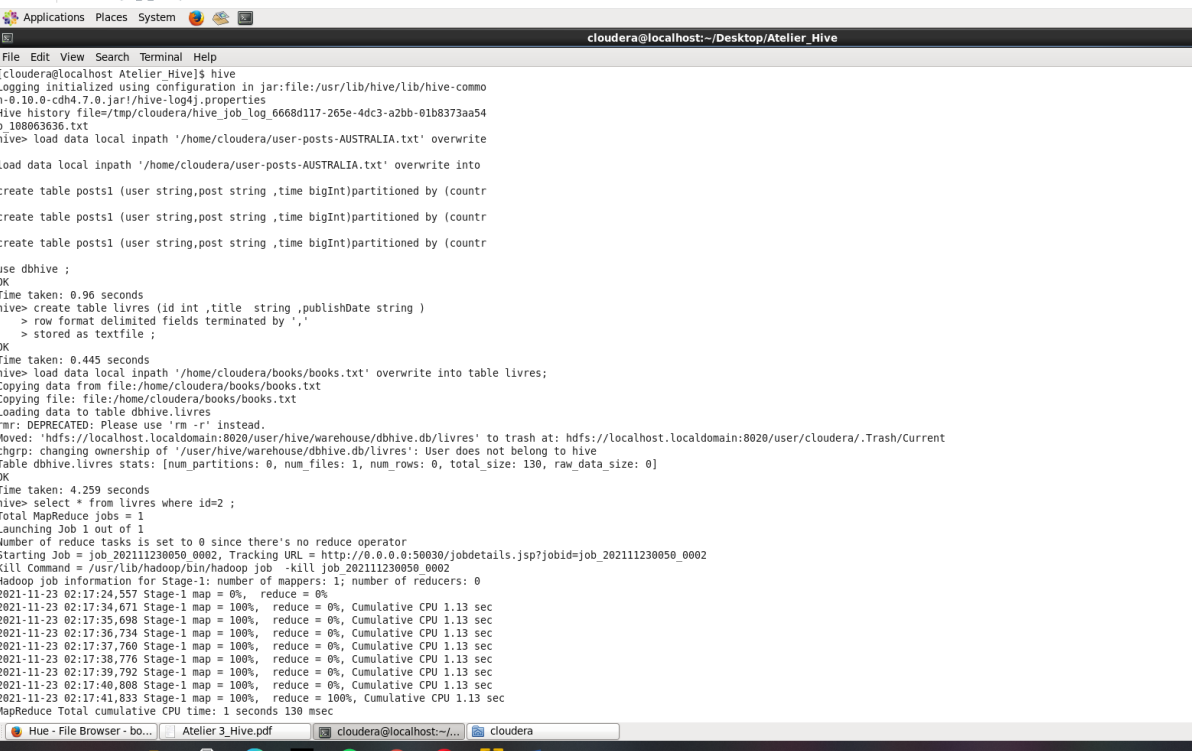 Applications Places System
cloudera@localhost:~/Desktop/Atelier_Hive
File Edit View Search Terminal Help
[cloudera@localhost Atelier_Hive]$ hive
Logging initialized using configuration in jar:file:/usr/lib/hive/lib/hive-commo
n-0.10.0-cdh4.7.0.jar!/hive-log4j.properties
Hive history file=/tmp/cloudera/hive_job_log_6668d117-265e-4dc3-a2bb-01b8373aa54
b_108063636.txt
hive> load data local inpath '/home/cloudera/user-posts-AUSTRALIA.txt' overwrite
load data local inpath '/home/cloudera/user-posts-AUSTRALIA.txt' overwrite into
create table posts1 (user string,post string ,time bigInt)partitioned by (countr
create table posts1 (user string,post string ,time bigInt)partitioned by (countr
create table posts1 (user string,post string ,time bigInt)partitioned by (countr
use dbhive ;
OK
Time taken: 0.96 seconds
hive> create table livres (id int ,title  string ,publishDate string )
    > row format delimited fields terminated by ','
    > stored as textfile ;
OK
Time taken: 0.445 seconds
hive> load data local inpath '/home/cloudera/books/books.txt' overwrite into table livres;
Copying data from file:/home/cloudera/books/books.txt
Copying file: file:/home/cloudera/books/books.txt
Loading data to table dbhive.livres
rmr: DEPRECATED: Please use 'rm -r' instead.
Moved: 'hdfs://localhost.localdomain:8020/user/hive/warehouse/dbhive.db/livres' to trash at: hdfs://localhost.localdomain:8020/user/cloudera/.Trash/Current
chgrp: changing ownership of '/user/hive/warehouse/dbhive.db/livres': User does not belong to hive
Table dbhive.livres stats: [num_partitions: 0, num_files: 1, num_rows: 0, total_size: 130, raw_data_size: 0]
OK
Time taken: 4.259 seconds
hive> select * from livres where id=2 ;
Total MapReduce jobs = 1
Launching Job 1 out of 1
Number of reduce tasks is set to 0 since there's no reduce operator
Starting Job = job_202111230050_0002, Tracking URL = http://0.0.0.0:50030/jobdetails.jsp?jobid=job_202111230050_0002
Kill Command = /usr/lib/hadoop/bin/hadoop job  -kill job_202111230050_0002
Hadoop job information for Stage-1: number of mappers: 1; number of reducers: 0
2021-11-23 02:17:24,557 Stage-1 map = 0%,  reduce = 0%
2021-11-23 02:17:34,671 Stage-1 map = 100%,  reduce = 0%, Cumulative CPU 1.13 sec
2021-11-23 02:17:35,698 Stage-1 map = 100%,  reduce = 0%, Cumulative CPU 1.13 sec
2021-11-23 02:17:36,734 Stage-1 map = 100%,  reduce = 0%, Cumulative CPU 1.13 sec
2021-11-23 02:17:37,760 Stage-1 map = 100%,  reduce = 0%, Cumulative CPU 1.13 sec
2021-11-23 02:17:38,776 Stage-1 map = 100%,  reduce = 0%, Cumulative CPU 1.13 sec
2021-11-23 02:17:39,792 Stage-1 map = 100%,  reduce = 0%, Cumulative CPU 1.13 sec
2021-11-23 02:17:40,808 Stage-1 map = 100%,  reduce = 0%, Cumulative CPU 1.13 sec
2021-11-23 02:17:41,833 Stage-1 map = 100%,  reduce = 100%, Cumulative CPU 1.13 sec
MapReduce Total cumulative CPU time: 1 seconds 130 msec
Hue - File Browser - bo... Atelier 3_Hive.pdf cloudera@localhost:~/... cloudera